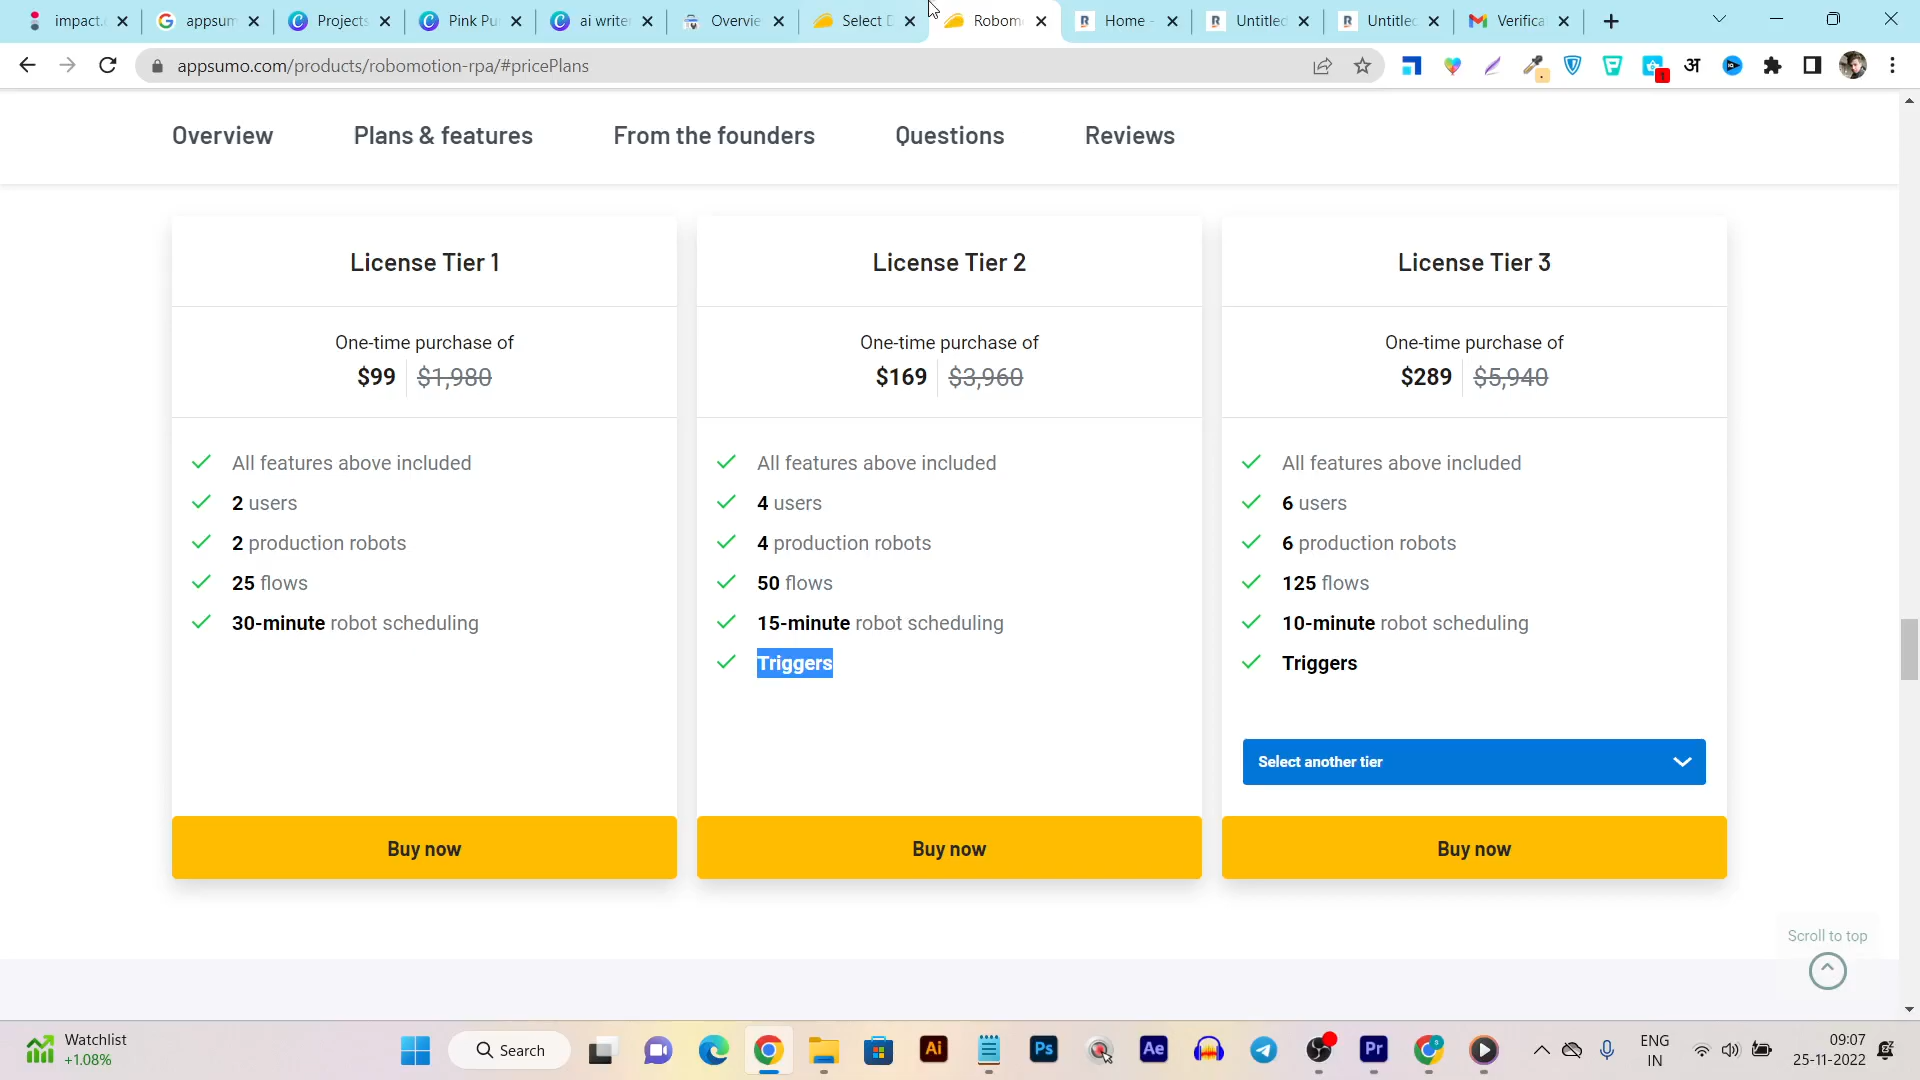 impact.
appsum
Projects
Pink Pu
ai write
Overvie
Select D
Robom
Home -
Untitled
Untitled
Verifica
appsumo.com/products/robomotion-rpa/#pricePlans
Overview Plans & features From the founders Questions Reviews
License Tier 1
One-time purchase of
$99 $1,980
All features above included
2 users
2 production robots
25 flows
30-minute robot scheduling
Buy now
License Tier 2
One-time purchase of
$169 $3,960
All features above included
4 users
4 production robots
50 flows
15-minute robot scheduling
Triggers
Buy now
License Tier 3
One-time purchase of
$289 $5,940
All features above included
6 users
6 production robots
125 flows
10-minute robot scheduling
Triggers
Select another tier
Buy now
Scroll to top
Watchlist
+1.08%
Search
ENG
IN
09:07
25-11-2022